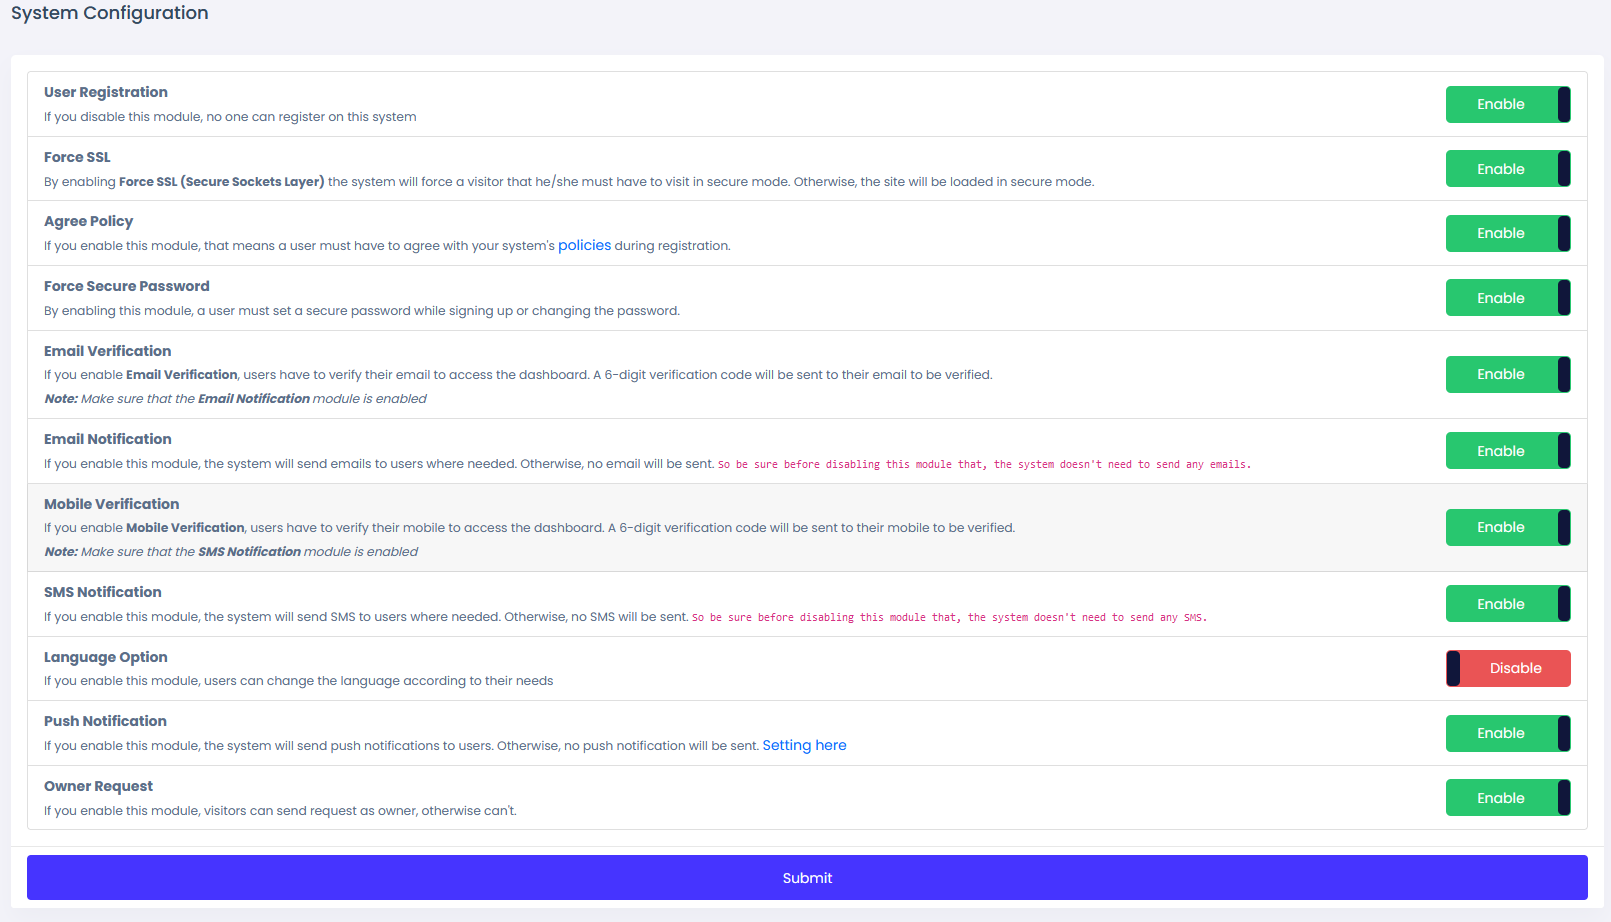 System Configuration
User Registration
If you disable this module, no one can register on this system
Enable
Force SSL
By enabling Force SSL (Secure Sockets Layer) the system will force a visitor that he/she must have to visit in secure mode. Otherwise, the site will be loaded in secure mode.
Enable
Agree Policy
If you enable this module, that means a user must have to agree with your system's policies during registration.
Enable
Force Secure Password
By enabling this module, a user must set a secure password while signing up or changing the password.
Enable
Email Verification
If you enable Email Verification, users have to verify their email to access the dashboard. A 6-digit verification code will be sent to their email to be verified.
Note: Make sure that the Email Notification module is enabled
Enable
Email Notification
If you enable this module, the system will send emails to users where needed. Otherwise, no email will be sent. So be sure before disabling this module that, the system doesn't need to send any emails.
Enable
Mobile Verification
If you enable Mobile Verification, users have to verify their mobile to access the dashboard. A 6-digit verification code will be sent to their mobile to be verified.
Note: Make sure that the SMS Notification module is enabled
Enable
SMS Notification
If you enable this module, the system will send SMS to users where needed. Otherwise, no SMS will be sent. So be sure before disabling this module that, the system doesn't need to send any SMS.
Enable
Language Option
If you enable this module, users can change the language according to their needs
Disable
Push Notification
If you enable this module, the system will send push notifications to users. Otherwise, no push notification will be sent. Setting here
Enable
Owner Request
If you enable this module, visitors can send request as owner, otherwise can't.
Enable
Submit